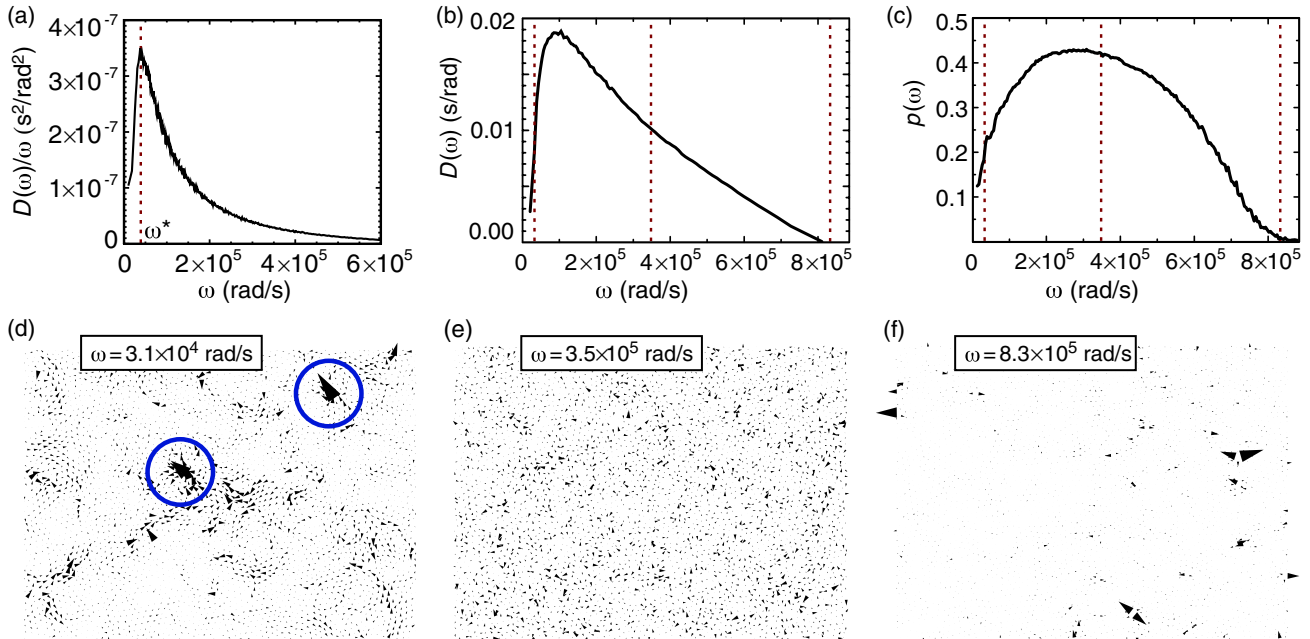 (a)
4×10⁻⁷
3×10⁻⁷
2×10⁻⁷
1×10⁻⁷
0
D(ω)/ω (s²/rad²)
ω*
0 2×10⁵ 4×10⁵ 6×10⁵
ω (rad/s)
(b)
0.02
0.01
0.00
D(ω) (s/rad)
0 2×10⁵ 4×10⁵ 6×10⁵ 8×10⁵
ω (rad/s)
(c)
0.5
0.4
0.3
0.2
0.1
p(ω)
0 2×10⁵ 4×10⁵ 6×10⁵ 8×10⁵
ω (rad/s)
(d)
ω = 3.1×10⁴ rad/s
(e)
ω = 3.5×10⁵ rad/s
(f)
ω = 8.3×10⁵ rad/s